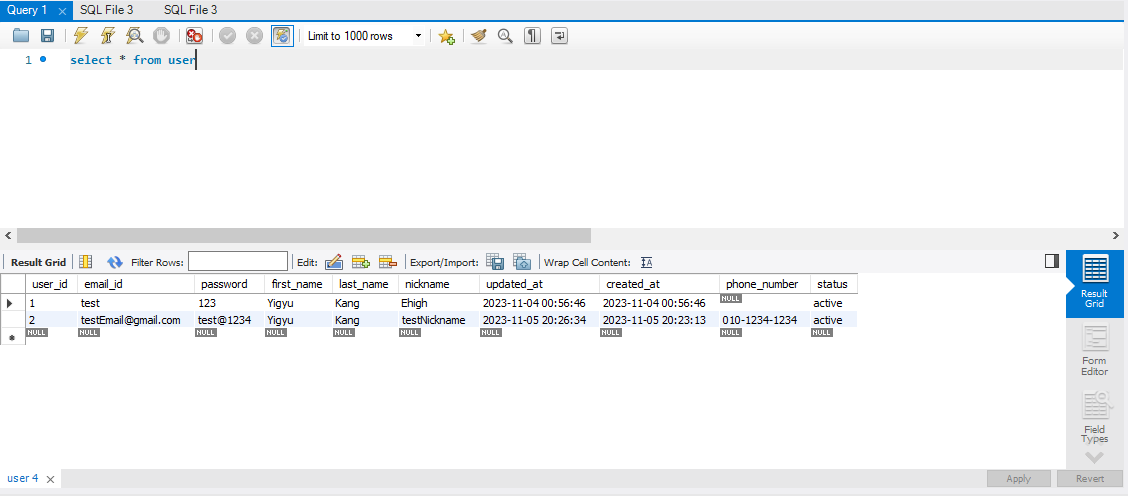 Query 1 SQL File 3 SQL File 3
Limit to 1000 rows
1 select * from user
Result Grid Filter Rows: Edit: Export/Import: Wrap Cell Content:
user_id email_id password first_name last_name nickname updated_at created_at phone_number status
1 test 123 Yigyu Kang Ehigh 2023-11-04 00:56:46 2023-11-04 00:56:46 NULL active
2 testEmail@gmail.com test@1234 Yigyu Kang testNickname 2023-11-05 20:26:34 2023-11-05 20:23:13 010-1234-1234 active
NULL NULL NULL NULL NULL NULL NULL NULL NULL NULL
Result
Grid
Form
Editor
Field
Types
user 4 Apply Revert